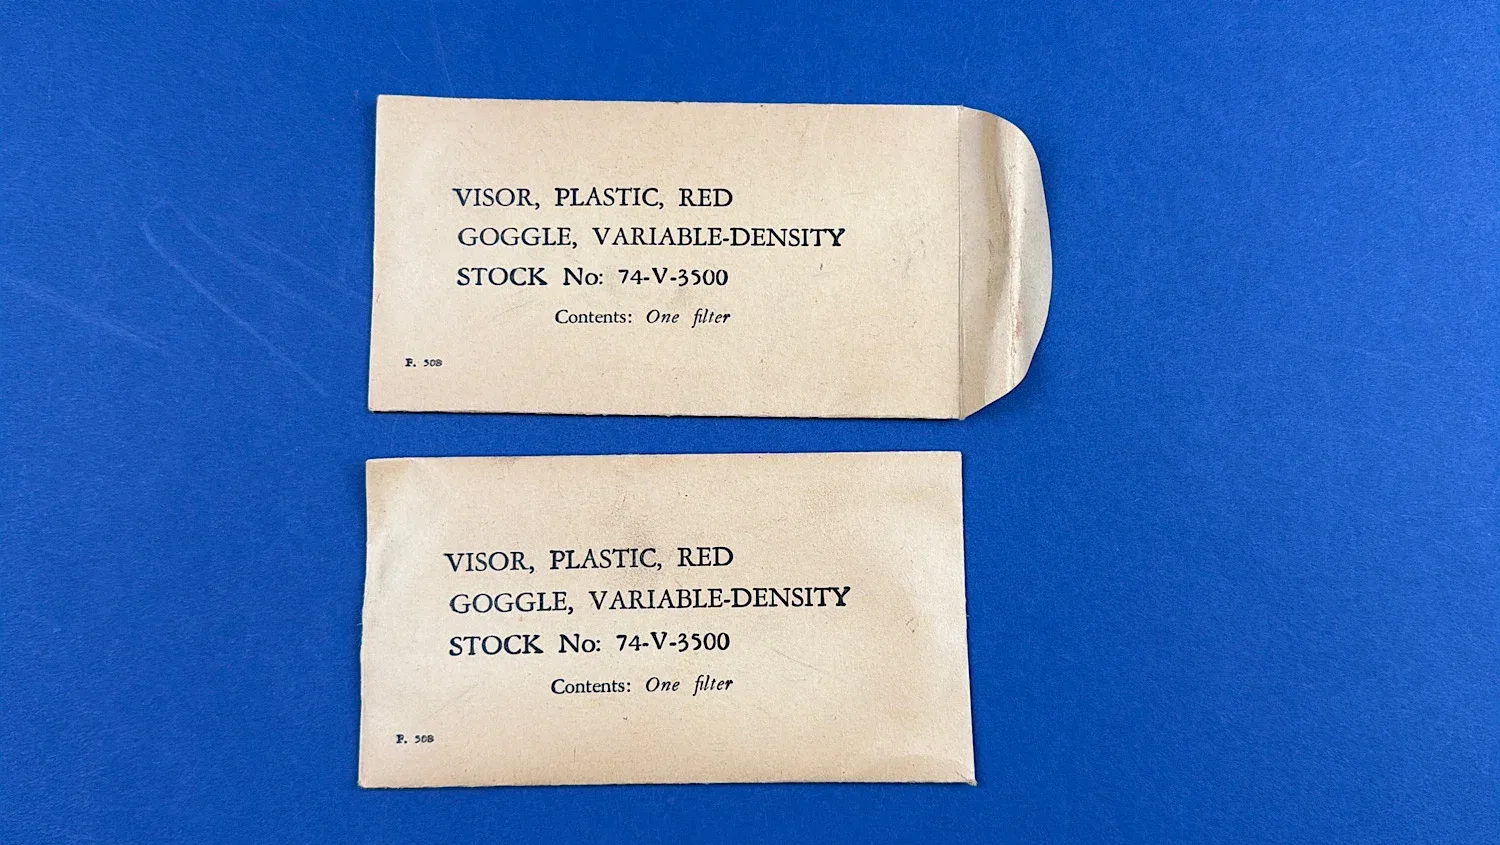 VISOR, PLASTIC, RED
GOGGLE, VARIABLE-DENSITY
STOCK No: 74-V-3500
Contents: One filter
F. 508
VISOR, PLASTIC, RED
GOGGLE, VARIABLE-DENSITY
STOCK No: 74-V-3500
Contents: One filter
F. 508